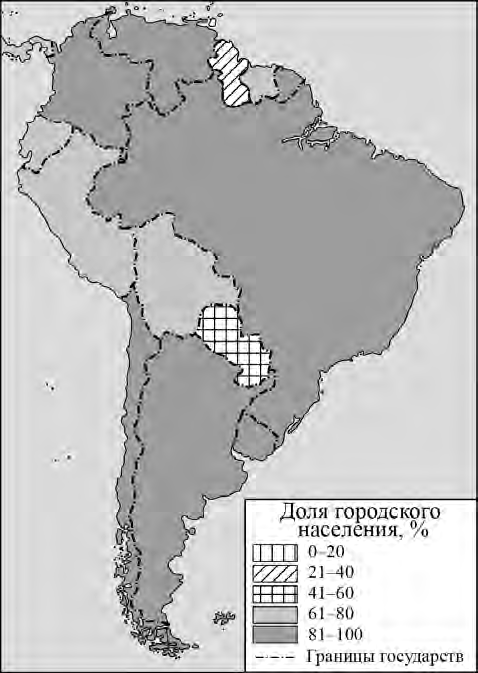 Доля городского
населения, %
0–20
21–40
41–60
61–80
81–100
Границы государств